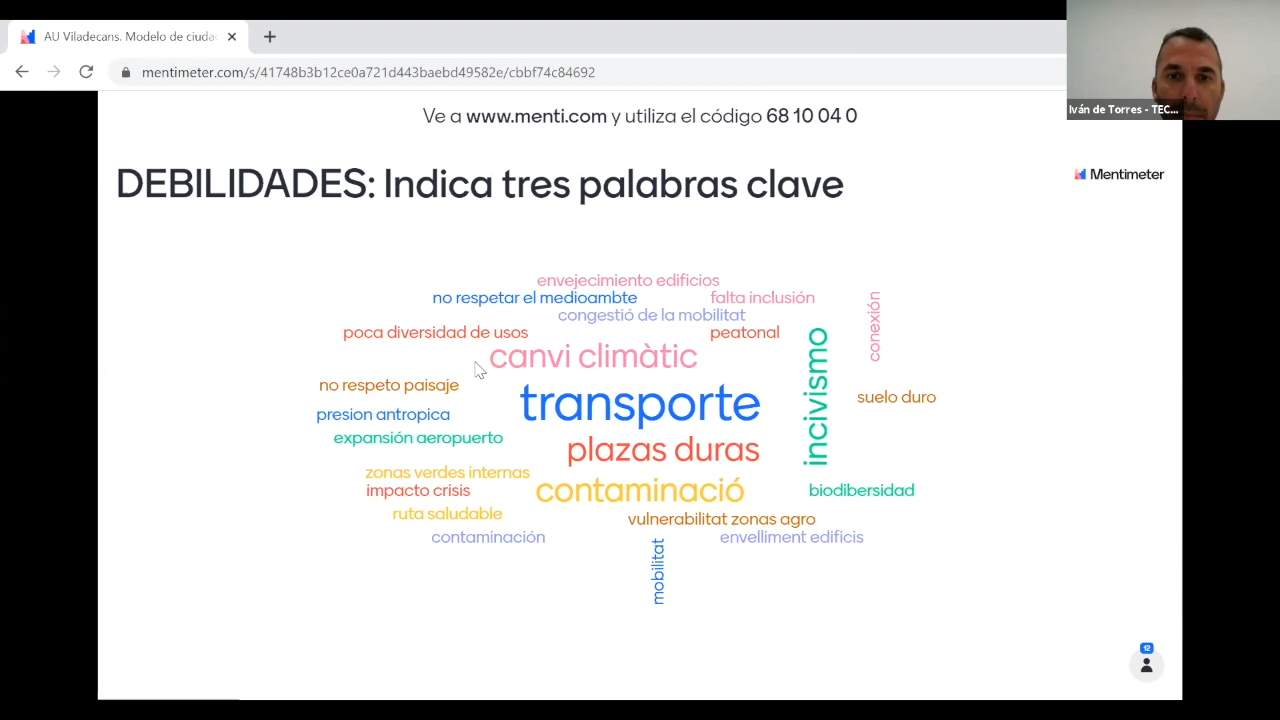 AU Viladecans. Modelo de ciuda
mentimeter.com/s/41748b3b12ce0a721d443baebd49582e/cbbf74c84692
Iván de Torres - TEC...
Ve a www.menti.com y utiliza el código 68 10 04 0
DEBILIDADES: Indica tres palabras clave
Mentimeter
envejecimiento edificios
no respetar el medioambte
falta inclusión
conexión
congestió de la mobilitat
poca diversidad de usos
peatonal
incivismo
canvi climàtic
no respeto paisaje
transporte
suelo duro
presion antropica
expansión aeropuerto
plazas duras
zonas verdes internas
impacto crisis
contaminació
biodibersidad
ruta saludable
vulnerabilitat zonas agro
contaminación
envelliment edificis
mobilitat
12